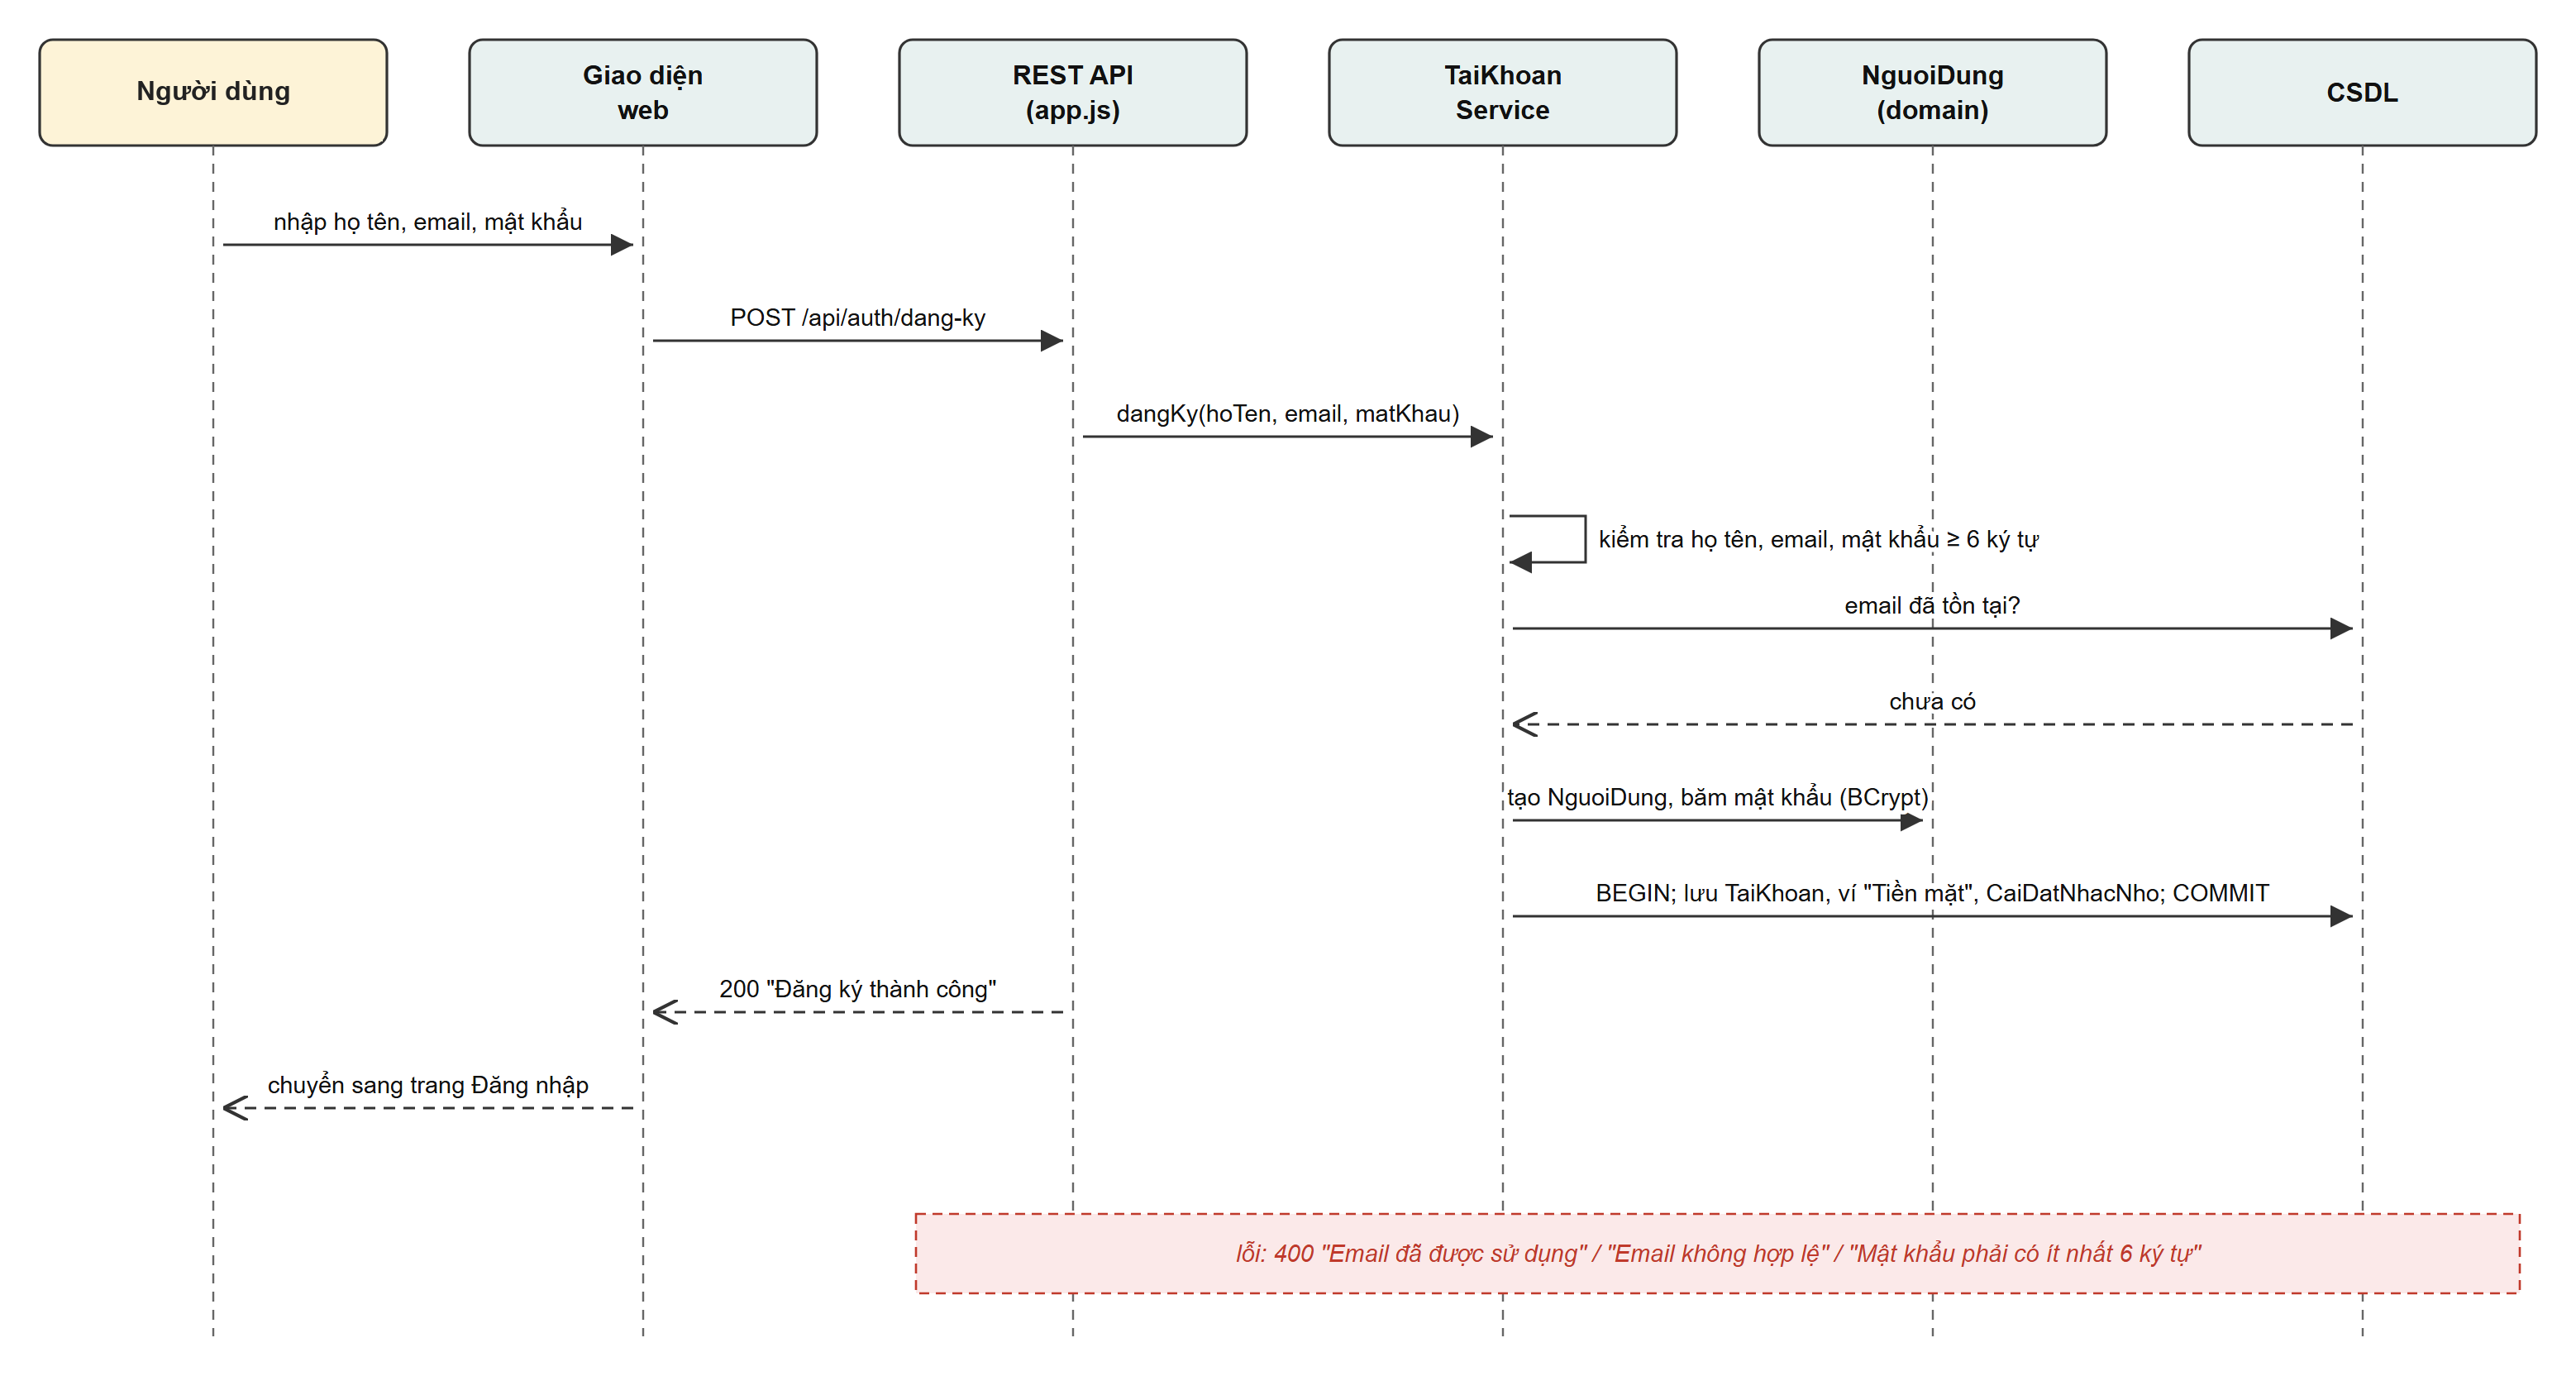 Người dùng
Giao diện
web
REST API
(app.js)
TaiKhoan
Service
NguoiDung
(domain)
CSDL
nhập họ tên, email, mật khẩu
POST /api/auth/dang-ky
dangKy(hoTen, email, matKhau)
kiểm tra họ tên, email, mật khẩu ≥ 6 ký tự
email đã tồn tại?
chưa có
tạo NguoiDung, băm mật khẩu (BCrypt)
BEGIN; lưu TaiKhoan, ví "Tiền mặt", CaiDatNhacNho; COMMIT
200 "Đăng ký thành công"
chuyển sang trang Đăng nhập
lỗi: 400 "Email đã được sử dụng" / "Email không hợp lệ" / "Mật khẩu phải có ít nhất 6 ký tự"